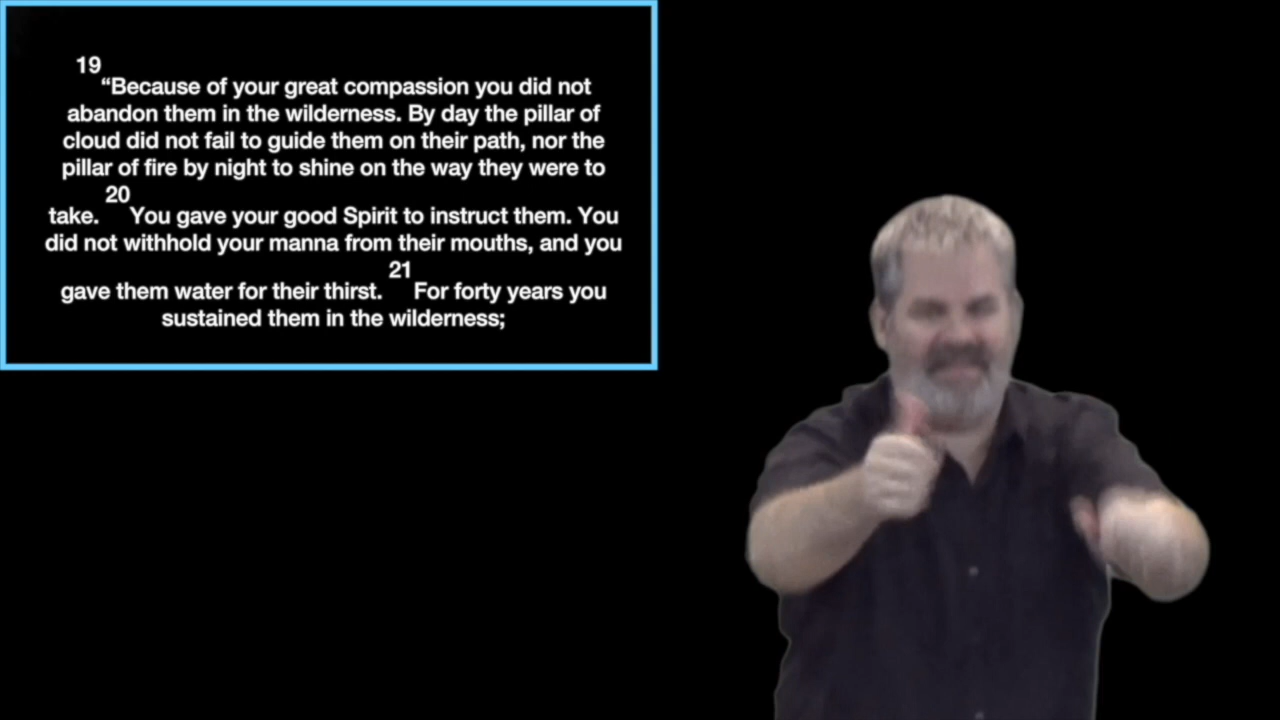 19
“Because of your great compassion you did not
abandon them in the wilderness. By day the pillar of
cloud did not fail to guide them on their path, nor the
pillar of fire by night to shine on the way they were to
take. 20 You gave your good Spirit to instruct them. You
did not withhold your manna from their mouths, and you
gave them water for their thirst. 21 For forty years you
sustained them in the wilderness;